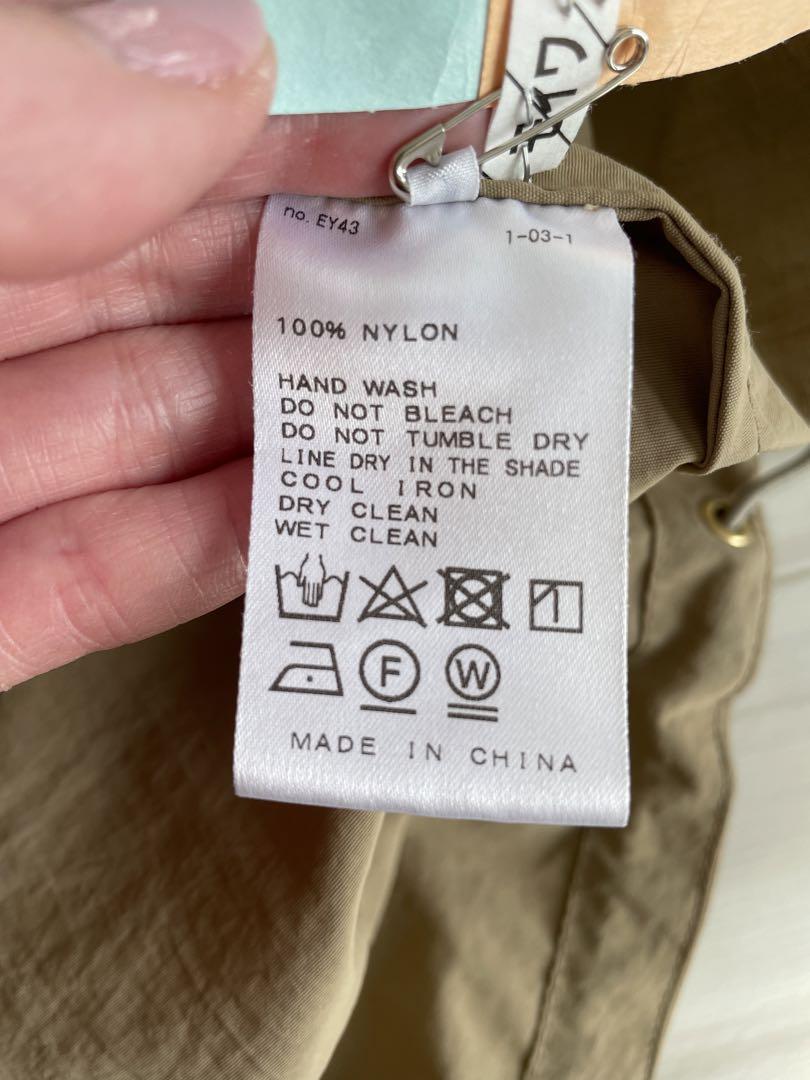 no. EY43
1-03-1
100% NYLON
HAND WASH
DO NOT BLEACH
DO NOT TUMBLE DRY
LINE DRY IN THE SHADE
COOL IRON
DRY CLEAN
WET CLEAN
F
W
MADE IN CHINA